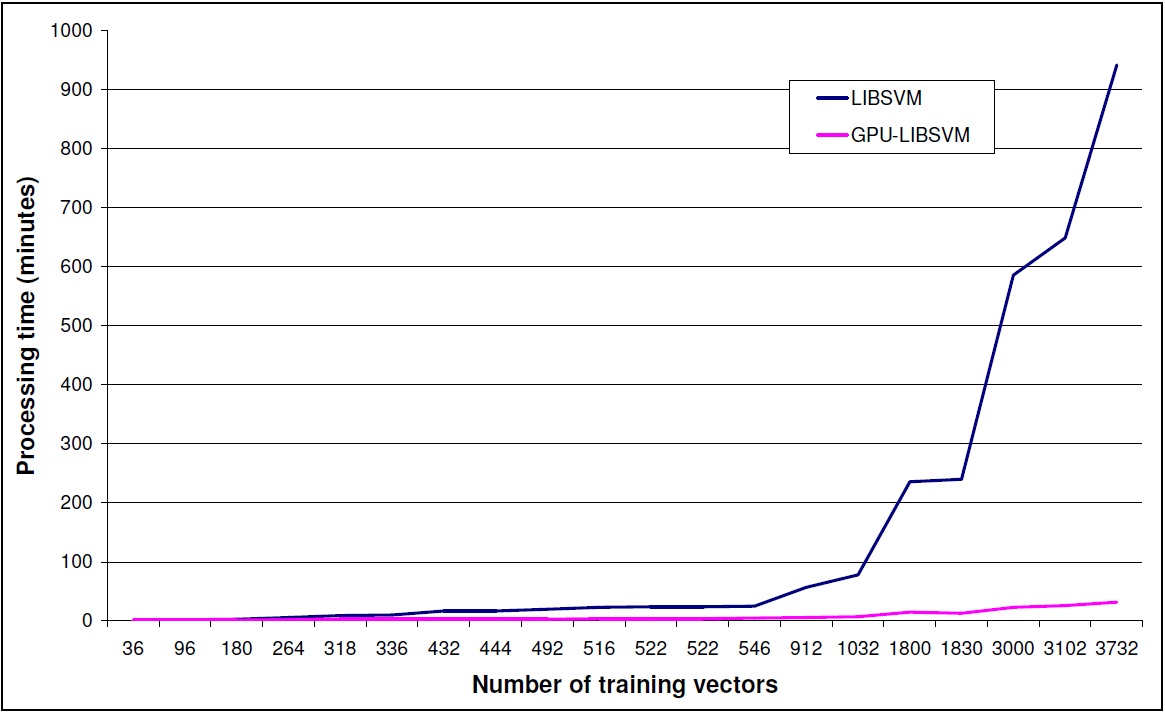 1000
900
800
700
600
500
400
300
200
100
0
Processing time (minutes)
LIBSVM
GPU-LIBSVM
36 96 180 264 318 336 432 444 492 516 522 522 546 912 1032 1800 1830 3000 3102 3732
Number of training vectors